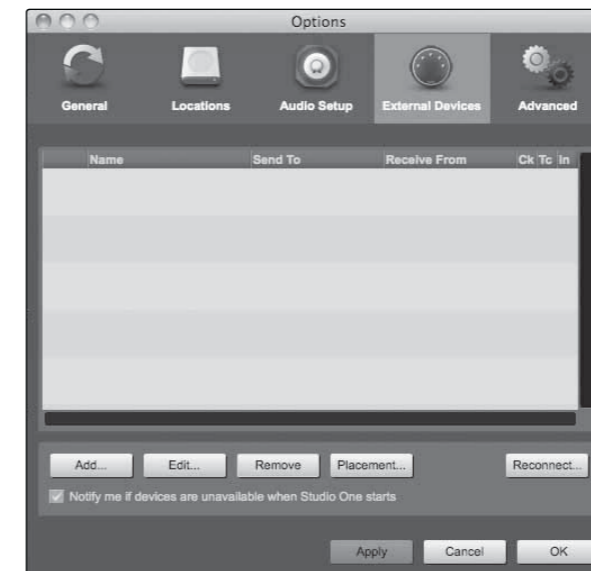 Options
General Locations Audio Setup External Devices Advanced
Name Send To Receive From Ck Tc In
Add... Edit... Remove Placement... Reconnect...
Notify me if devices are unavailable when Studio One starts
Apply Cancel OK